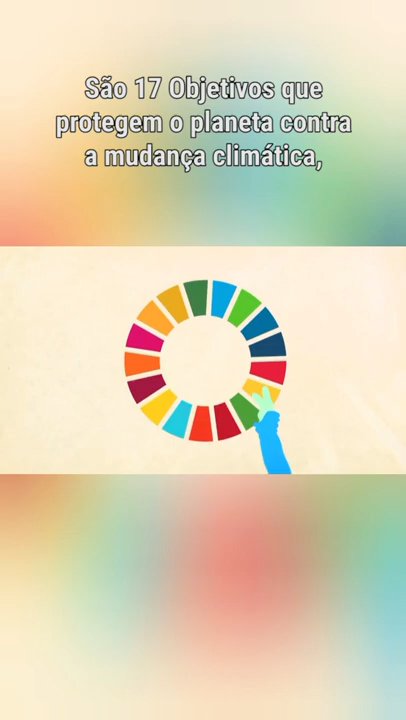 São 17 Objetivos que
protegem o planeta contra
a mudança climática,